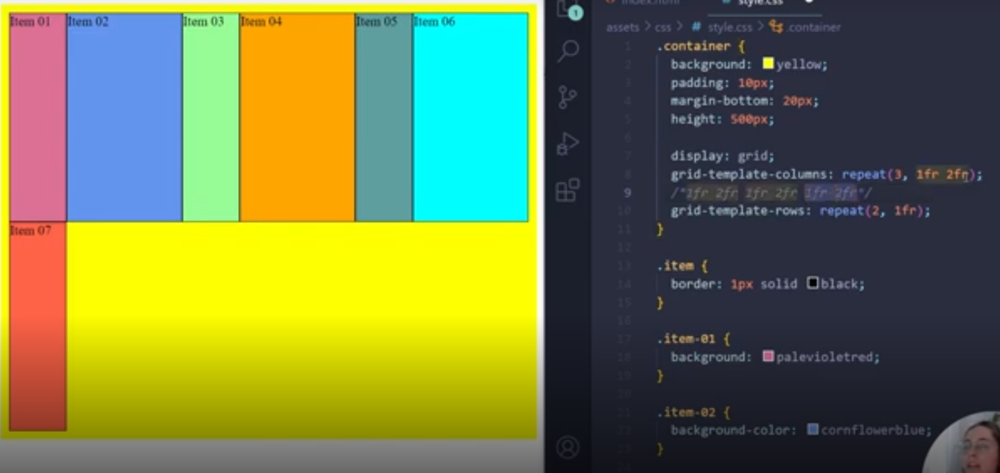 Item 01 Item 02 Item 03 Item 04 Item 05 Item 06
Item 07
1
index.html # style.css
assets > css > # style.css > .container
1 .container {
2 background: yellow;
3 padding: 10px;
4 margin-bottom: 20px;
5 height: 500px;
6
7 display: grid;
8 grid-template-columns: repeat(3, 1fr 2fr);
9 /*1fr 2fr 1fr 2fr 1fr 2fr*/
10 grid-template-rows: repeat(2, 1fr);
11 }
12
13 .item {
14 border: 1px solid black;
15 }
16
17 .item-01 {
18 background: palevioletred;
19 }
20
21 .item-02 {
22 background-color: cornflowerblue;
23 }
24